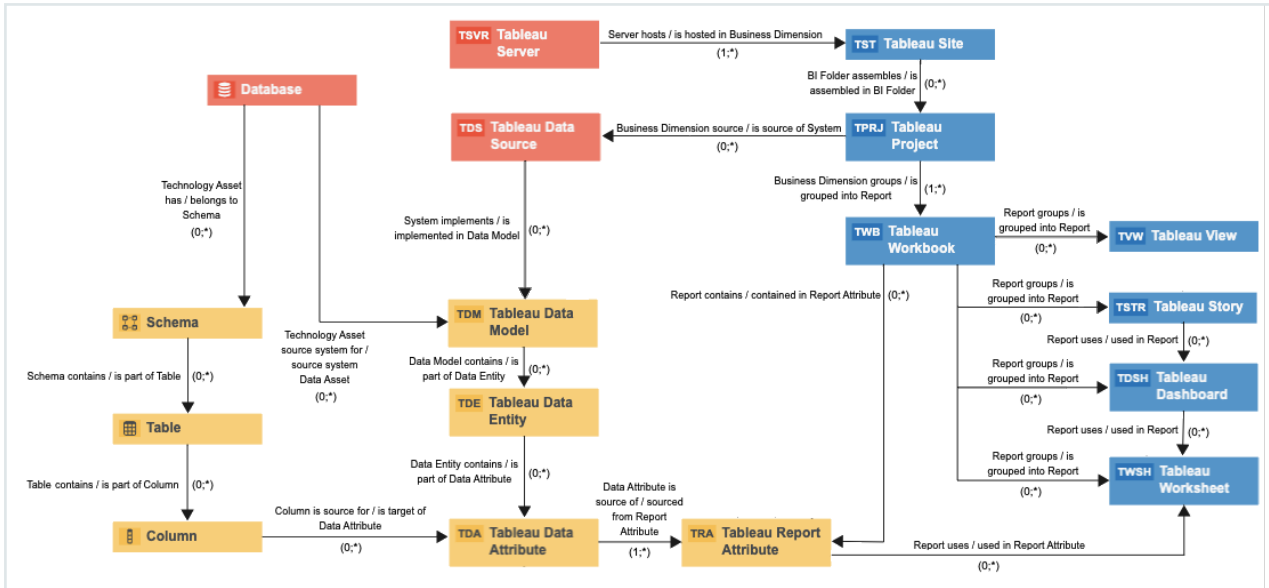 TSVR Tableau
Server
Server hosts / is hosted in Business Dimension
(1;*)
TST Tableau Site
BI Folder assembles / is
assembled in BI Folder
(0;*)
Database
TDS Tableau Data
Source
Business Dimension source / is source of System
(0;*)
TPRJ Tableau
Project
Technology Asset
has / belongs to
Schema
(0;*)
System implements / is
implemented in Data Model
(0;*)
Business Dimension groups / is
grouped into Report
(1;*)
TWB Tableau
Workbook
Report groups / is
grouped into Report
(0;*)
TVW Tableau View
Report contains / contained in Report Attribute
(0;*)
Report groups / is
grouped into Report
(0;*)
TSTR Tableau Story
Schema
Technology Asset
source system for /
source system
Data Asset
(0;*)
TDM Tableau Data
Model
Report uses / used in Report
(0;*)
Schema contains / is part of Table
(0;*)
Data Model contains / is
part of Data Entity
(0;*)
Report groups / is
grouped into Report
(0;*)
TDSH Tableau
Dashboard
Table
TDE Tableau Data
Entity
Report uses / used in Report
(0;*)
Table contains / is part of Column
(0;*)
Data Entity contains / is
part of Data Attribute
(0;*)
Report groups / is
grouped into Report
(0;*)
TWSH Tableau
Worksheet
Column
Column is source for / is target of
Data Attribute
(0;*)
TDA Tableau Data
Attribute
Data Attribute is
source of / sourced
from Report
Attribute
(1;*)
TRA Tableau Report
Attribute
Report uses / used in Report Attribute
(0;*)